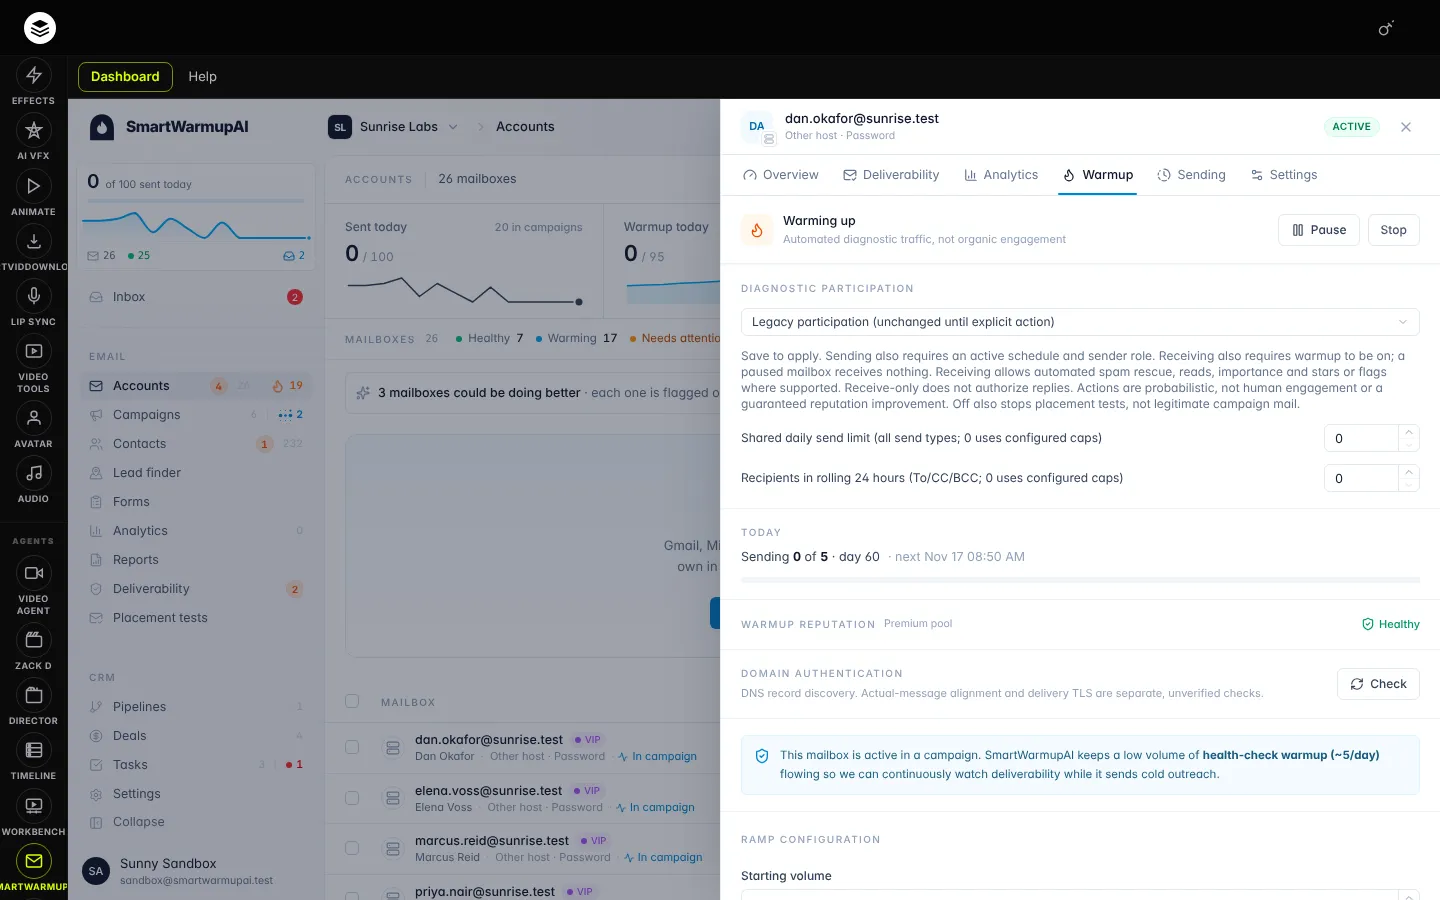 Dashboard
Help
EFFECTS
AI VFX
ANIMATE
TVIDDOWNLO
LIP SYNC
VIDEO
TOOLS
AVATAR
AUDIO
AGENTS
VIDEO
AGENT
ZACK D
DIRECTOR
TIMELINE
WORKBENCH
MARTWARMUP
SmartWarmupAI
0 of 100 sent today
26
25
2
Inbox
2
EMAIL
Accounts 4 26 19
Campaigns 6 2
Contacts 1 232
Lead finder
Forms
Analytics 0
Reports
Deliverability 2
Placement tests
CRM
Pipelines 1
Deals 4
Tasks 3 1
Settings
Collapse
SA
Sunny Sandbox
sandbox@smartwarmupai.test
SL Sunrise Labs
Accounts
ACCOUNTS 26 mailboxes
Sent today 20 in campaigns
0 / 100
Warmup today
0 / 95
MAILBOXES 26 Healthy 7 Warming 17 Needs attentio
3 mailboxes could be doing better · each one is flagged o
Gmail, Mi
own in
MAILBOX
dan.okafor@sunrise.test VIP
Dan Okafor · Other host · Password · In campaign
elena.voss@sunrise.test VIP
Elena Voss · Other host · Password · In campaign
marcus.reid@sunrise.test VIP
Marcus Reid · Other host · Password · In campaign
priya.nair@sunrise.test VIP
DA
dan.okafor@sunrise.test
Other host · Password
ACTIVE
Overview
Deliverability
Analytics
Warmup
Sending
Settings
Warming up
Automated diagnostic traffic, not organic engagement
Pause
Stop
DIAGNOSTIC PARTICIPATION
Legacy participation (unchanged until explicit action)
Save to apply. Sending also requires an active schedule and sender role. Receiving also requires warmup to be on; a
paused mailbox receives nothing. Receiving allows automated spam rescue, reads, importance and stars or flags
where supported. Receive-only does not authorize replies. Actions are probabilistic, not human engagement or a
guaranteed reputation improvement. Off also stops placement tests, not legitimate campaign mail.
Shared daily send limit (all send types; 0 uses configured caps)
0
Recipients in rolling 24 hours (To/CC/BCC; 0 uses configured caps)
0
TODAY
Sending 0 of 5 · day 60 · next Nov 17 08:50 AM
WARMUP REPUTATION Premium pool
Healthy
DOMAIN AUTHENTICATION
DNS record discovery. Actual-message alignment and delivery TLS are separate, unverified checks.
Check
This mailbox is active in a campaign. SmartWarmupAI keeps a low volume of health-check warmup (~5/day)
flowing so we can continuously watch deliverability while it sends cold outreach.
RAMP CONFIGURATION
Starting volume